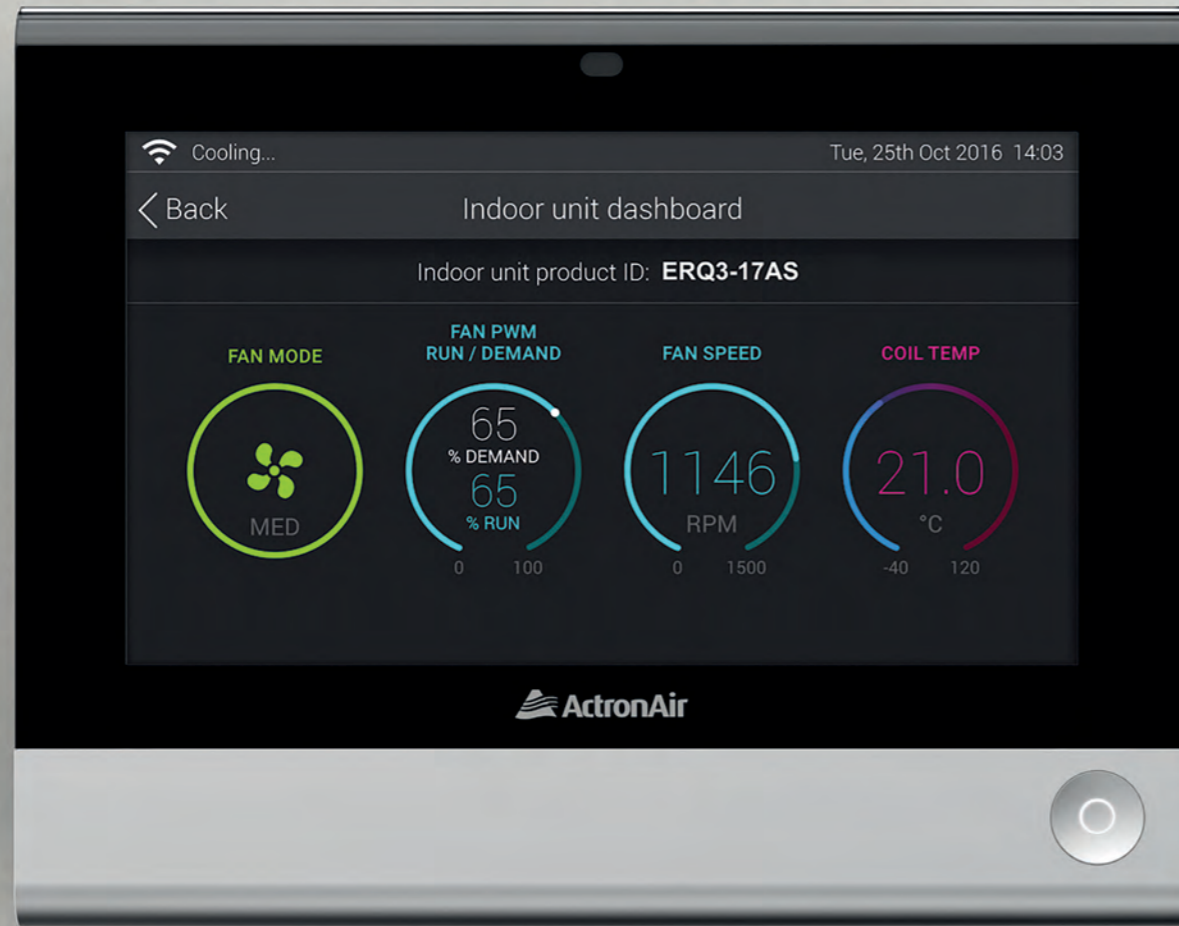 Cooling...
Tue, 25th Oct 2016 14:03
Back
Indoor unit dashboard
Indoor unit product ID: ERQ3-17AS
FAN MODE
MED
FAN PWM
RUN / DEMAND
65
% DEMAND
65
% RUN
0 100
FAN SPEED
1146
RPM
0 1500
COIL TEMP
21.0
°C
-40 120
ActronAir